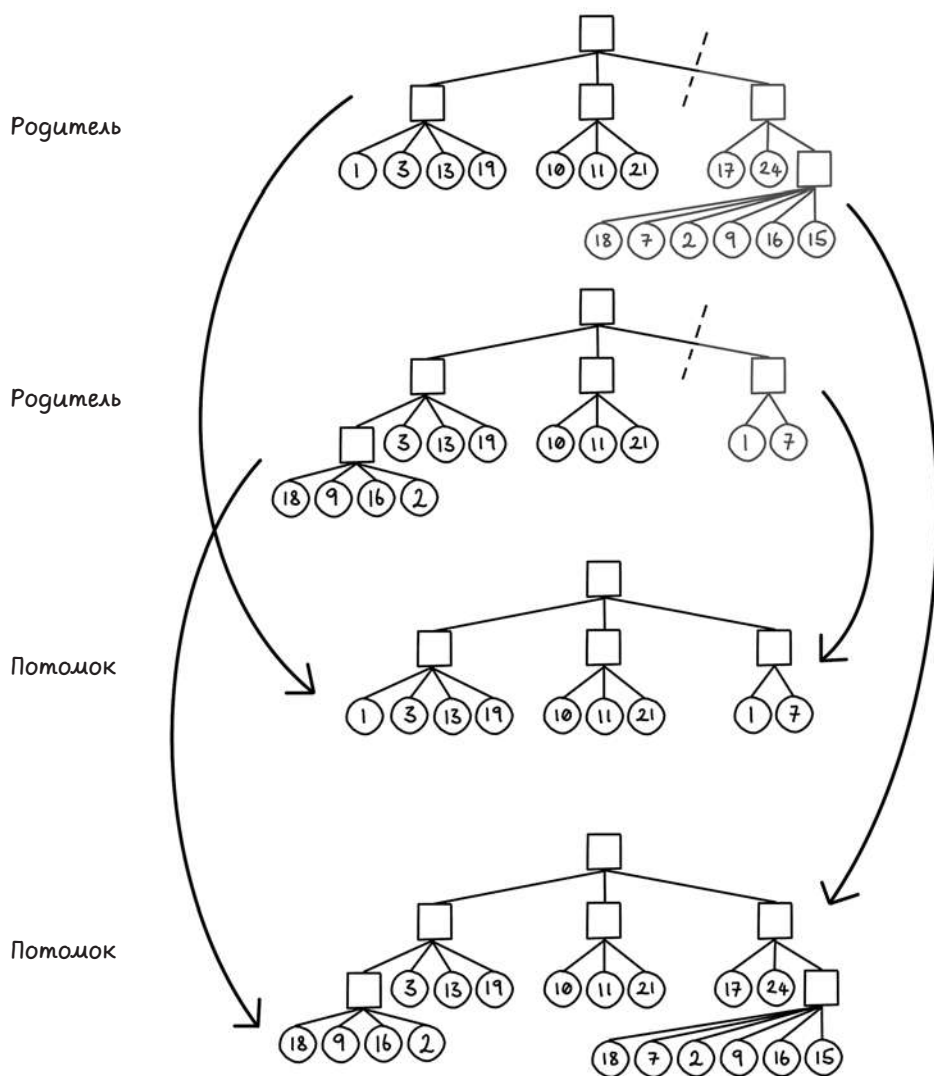 Родитель
1 3 13 19 10 11 21 17 24
18 7 2 9 16 15
Родитель
3 13 19 10 11 21 1 7
18 9 16 2
Потомок
1 3 13 19 10 11 21 1 7
Потомок
3 13 19 10 11 21 17 24
18 9 16 2 18 7 2 9 16 15